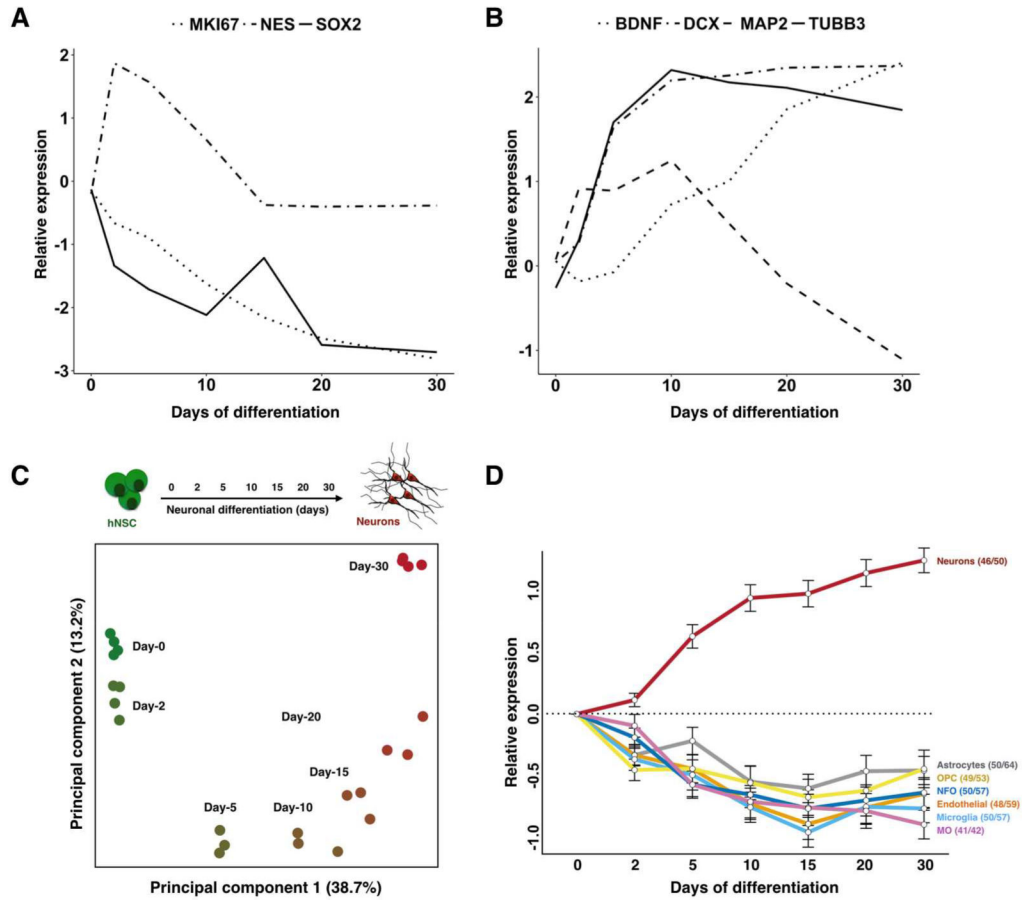 A
MKI67 NES SOX2
2
1
0
-1
-2
-3
Relative expression
0 10 20 30
Days of differentiation
B
BDNF DCX MAP2 TUBB3
2
1
0
-1
Relative expression
0 10 20 30
Days of differentiation
C
0 2 5 10 15 20 30
Neuronal differentiation (days)
hNSC
Neurons
Day-30
Day-0
Day-2
Day-20
Day-15
Day-5 Day-10
Principal component 2 (13.2%)
Principal component 1 (38.7%)
D
1.0
0.5
0.0
-0.5
-1.0
Relative expression
Neurons (46/50)
Astrocytes (50/64)
OPC (49/53)
NFO (50/57)
Endothelial (48/59)
Microglia (50/57)
MO (41/42)
0 2 5 10 15 20 30
Days of differentiation